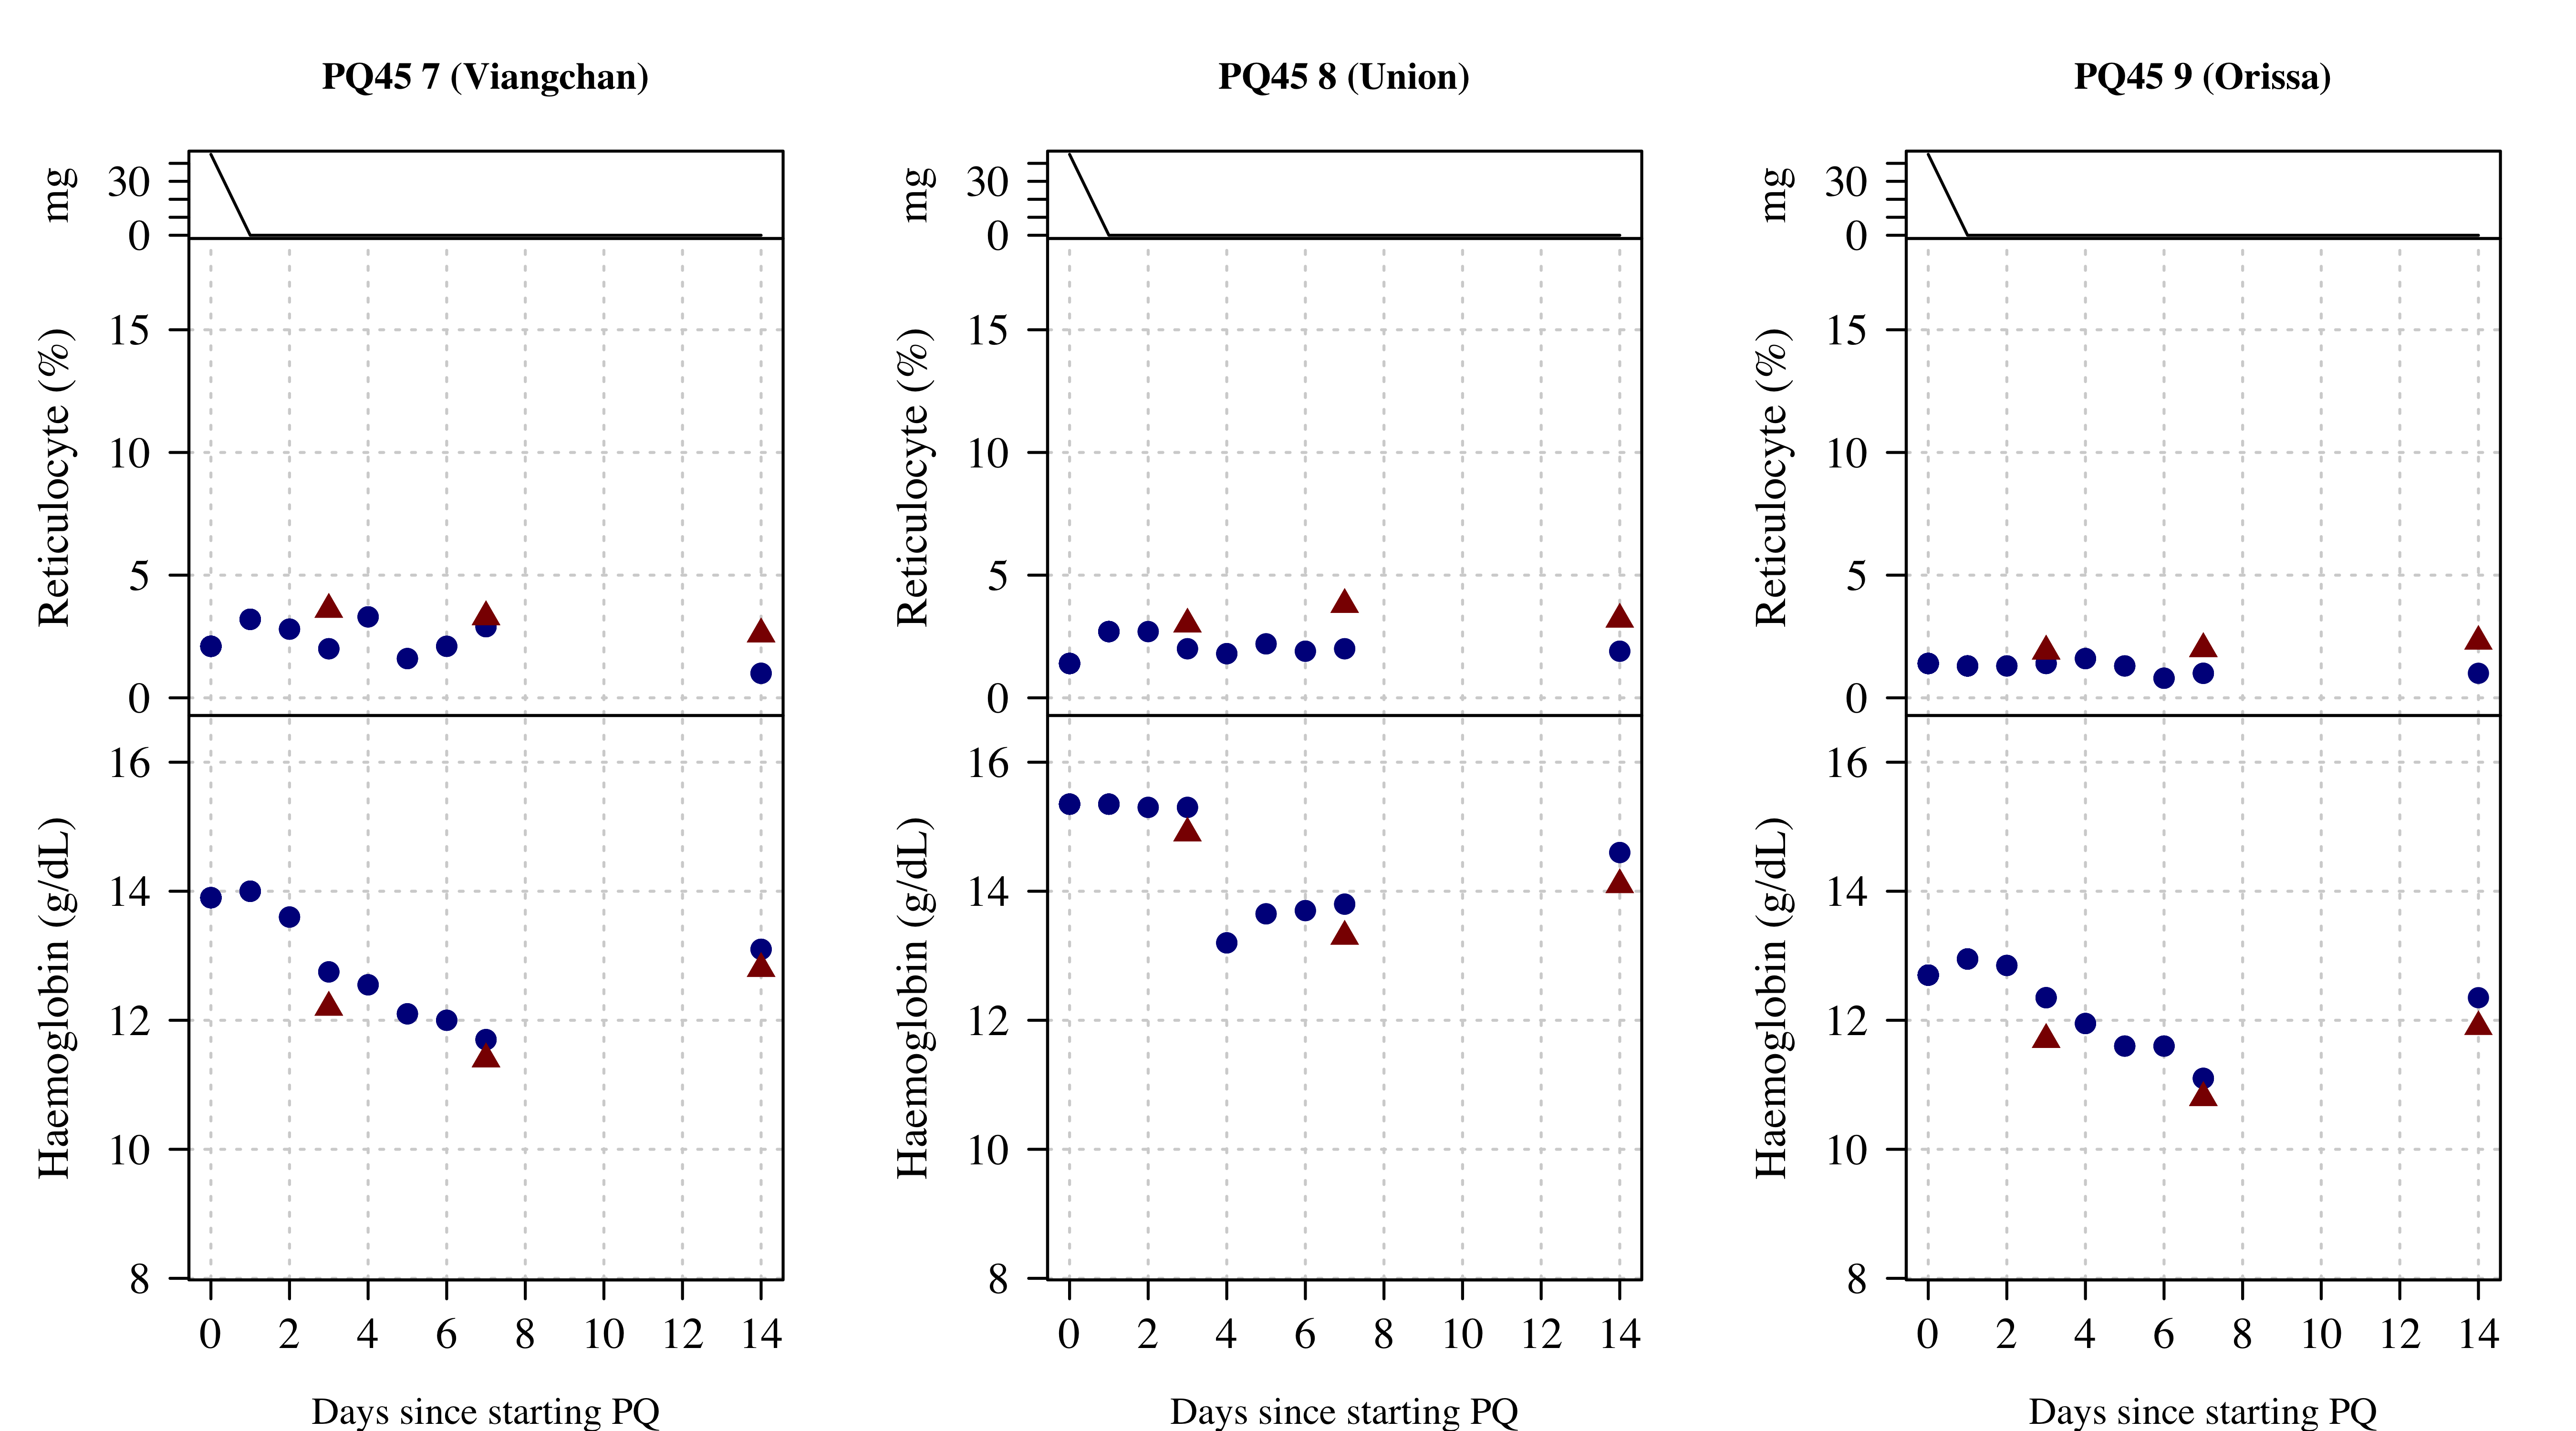 PQ45 7 (Viangchan)
mg
30
0
Reticulocyte (%)
15
10
5
0
Haemoglobin (g/dL)
16
14
12
10
8
0 2 4 6 8 10 12 14
Days since starting PQ
PQ45 8 (Union)
mg
30
0
Reticulocyte (%)
15
10
5
0
Haemoglobin (g/dL)
16
14
12
10
8
0 2 4 6 8 10 12 14
Days since starting PQ
PQ45 9 (Orissa)
mg
30
0
Reticulocyte (%)
15
10
5
0
Haemoglobin (g/dL)
16
14
12
10
8
0 2 4 6 8 10 12 14
Days since starting PQ